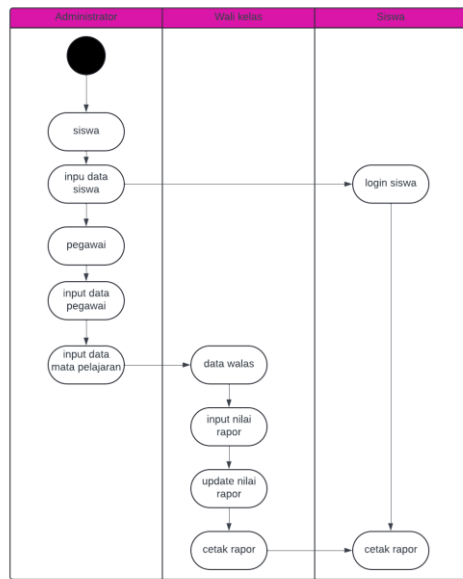 Administrator
Wali kelas
Siswa
siswa
inpu data
siswa
login siswa
pegawai
input data
pegawai
input data
mata pelajaran
data walas
input nilai
rapor
update nilai
rapor
cetak rapor
cetak rapor